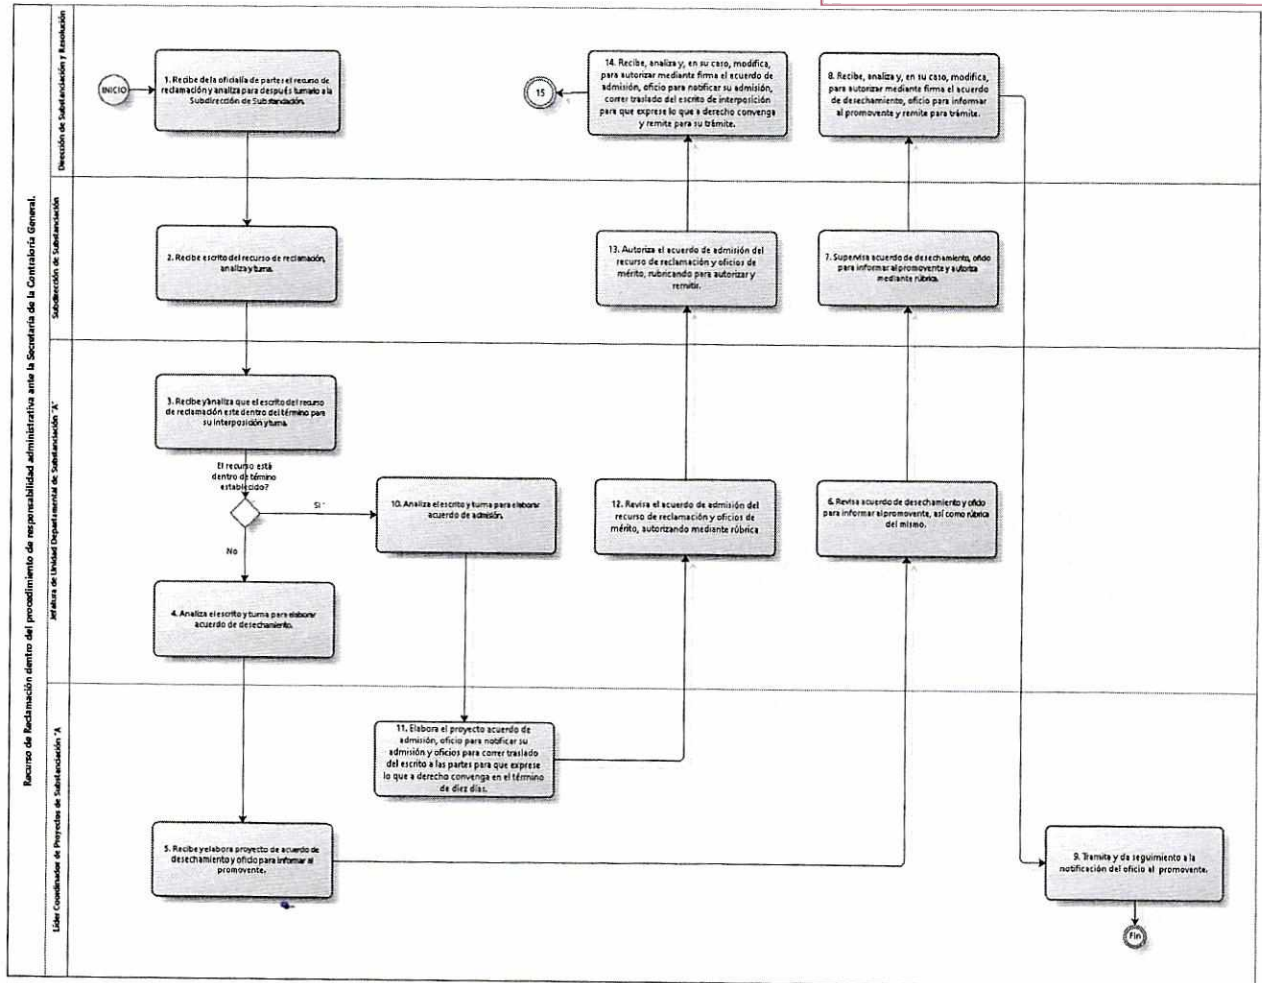 Recurso de Reclamación dentro del procedimiento de responsabilidad administrativa ante la Secretaría de la Contraloría General.
Dirección de Substanciación y Resolución
INICIO
1. Recibe de la oficialía de partes el recurso de
reclamación y analiza para después turnarlo a la
Subdirección de Substanciación.
15
14. Recibe, analiza y, en su caso, modifica,
para autorizar mediante firma el acuerdo de
admisión, oficio para notificar su admisión,
correr traslado del escrito de interposición
para que exprese lo que a derecho convenga
y remite para su trámite.
8. Recibe, analiza y, en su caso, modifica,
para autorizar mediante firma el acuerdo
de desechamiento, oficio para informar
al promovente y remite para trámite.
Subdirección de Substanciación
2. Recibe escrito del recurso de reclamación,
analiza y turna.
13. Autoriza el acuerdo de admisión del
recurso de reclamación y oficios de
mérito, rubricando para autorizar y
remitir.
7. Supervisa acuerdo de desechamiento, oficio
para informar al promovente y autoriza
mediante rúbrica.
Jefatura de Unidad Departamental de Substanciación "A"
3. Recibe y analiza que el escrito del recurso
de reclamación este dentro del término para
su interposición y turna.
El recurso está
dentro de término
establecido?
Si
No
10. Analiza el escrito y turna para elaborar
acuerdo de admisión.
12. Revisa el acuerdo de admisión del
recurso de reclamación y oficios de
mérito, autorizando mediante rúbrica
6. Revisa acuerdo de desechamiento y oficio
para informar al promovente, así como rúbrica
del mismo.
4. Analiza el escrito y turna para elaborar
acuerdo de desechamiento.
Líder Coordinador de Proyectos de Substanciación "A
11. Elabora el proyecto acuerdo de
admisión, oficio para notificar su
admisión y oficios para correr traslado
del escrito a las partes para que exprese
lo que a derecho convenga en el término
de diez días.
5. Recibe y elabora proyecto de acuerdo de
desechamiento y oficio para informar al
promovente.
9. Tramita y da seguimiento a la
notificación del oficio al promovente.
Fin